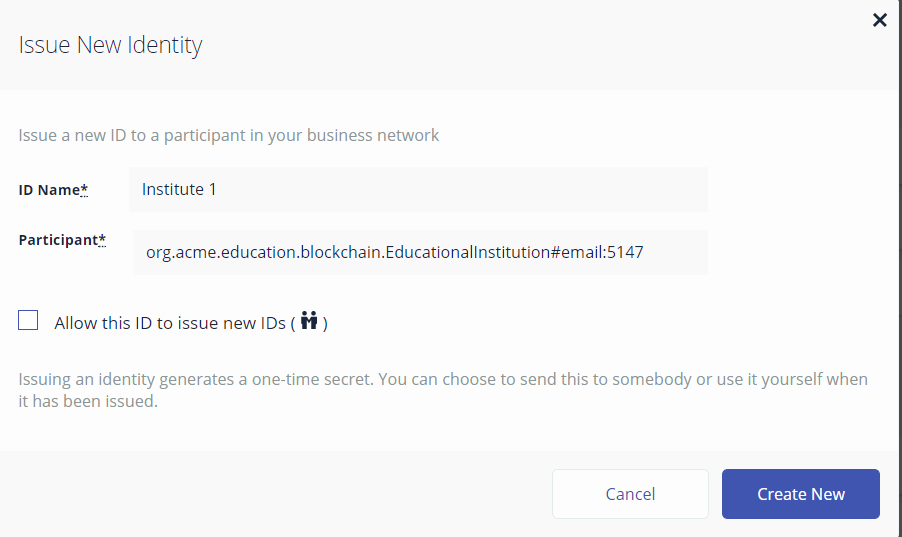 Issue New Identity
Issue a new ID to a participant in your business network
ID Name*
Institute 1
Participant*
org.acme.education.blockchain.EducationalInstitution#email:5147
Allow this ID to issue new IDs ( )
Issuing an identity generates a one-time secret. You can choose to send this to somebody or use it yourself when
it has been issued.
Cancel
Create New